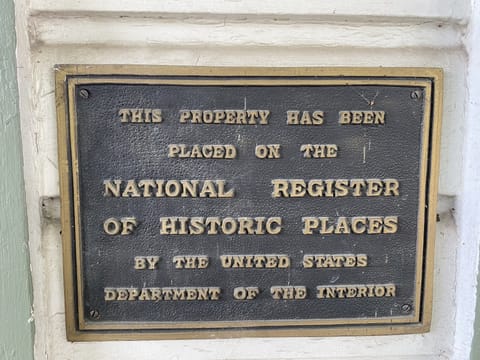 THIS PROPERTY HAS BEEN
PLACED ON THE
NATIONAL REGISTER
OF HISTORIC PLACES
BY THE UNITED STATES
DEPARTMENT OF THE INTERIOR